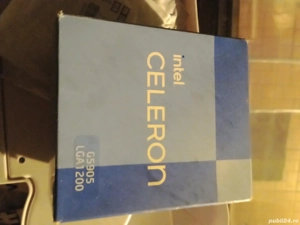 intel
CELERON
G5905
LGA1200
publi24.ro